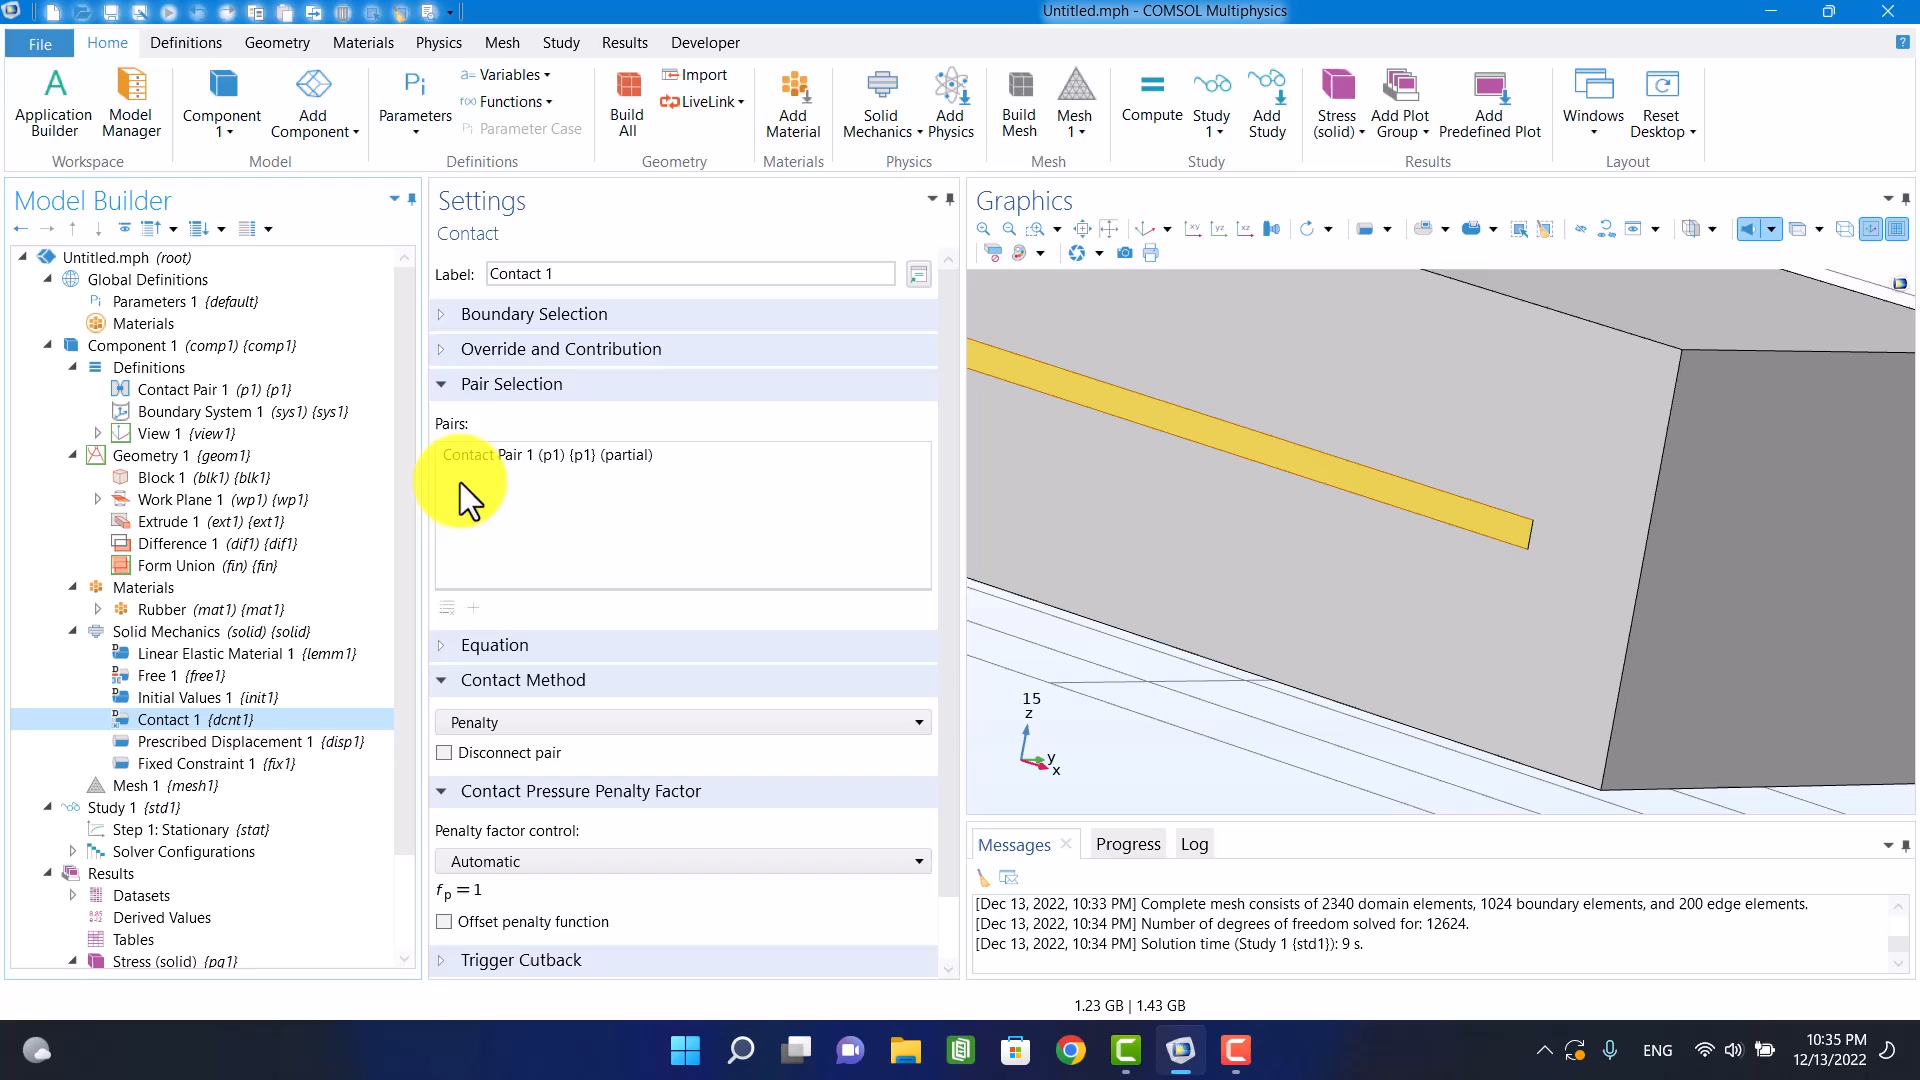 Untitled.mph - COMSOL Multiphysics
File
Home
Definitions
Geometry
Materials
Physics
Mesh
Study
Results
Developer
Application Builder
Model Manager
Workspace
Component 1
Add Component
Model
Parameters
Pi
a= Variables
f(x) Functions
Pi Parameter Case
Definitions
Build All
Import
LiveLink
Geometry
Add Material
Materials
Solid Mechanics
Add Physics
Physics
Build Mesh
Mesh 1
Mesh
Compute
Study 1
Add Study
Study
Stress (solid)
Add Plot Group
Add Predefined Plot
Results
Windows
Reset Desktop
Layout
Model Builder
Untitled.mph (root)
Global Definitions
Pi Parameters 1 {default}
Materials
Component 1 (comp1) {comp1}
Definitions
Contact Pair 1 (p1) {p1}
Boundary System 1 (sys1) {sys1}
View 1 {view1}
Geometry 1 {geom1}
Block 1 (blk1) {blk1}
Work Plane 1 (wp1) {wp1}
Extrude 1 (ext1) {ext1}
Difference 1 (dif1) {dif1}
Form Union (fin) {fin}
Materials
Rubber (mat1) {mat1}
Solid Mechanics (solid) {solid}
Linear Elastic Material 1 {lemm1}
Free 1 {free1}
Initial Values 1 {init1}
Contact 1 {dcnt1}
Prescribed Displacement 1 {disp1}
Fixed Constraint 1 {fix1}
Mesh 1 {mesh1}
Study 1 {std1}
Step 1: Stationary {stat}
Solver Configurations
Results
Datasets
Derived Values
Tables
Stress (solid) {pg1}
Settings
Contact
Label: Contact 1
Boundary Selection
Override and Contribution
Pair Selection
Pairs:
Contact Pair 1 (p1) {p1} (partial)
Equation
Contact Method
Penalty
Disconnect pair
Contact Pressure Penalty Factor
Penalty factor control:
Automatic
fp = 1
Offset penalty function
Trigger Cutback
Graphics
xy
yz
xz
15
z
y
x
Messages
Progress
Log
[Dec 13, 2022, 10:33 PM] Complete mesh consists of 2340 domain elements, 1024 boundary elements, and 200 edge elements.
[Dec 13, 2022, 10:34 PM] Number of degrees of freedom solved for: 12624.
[Dec 13, 2022, 10:34 PM] Solution time (Study 1 {std1}): 9 s.
1.23 GB | 1.43 GB
ENG
10:35 PM
12/13/2022